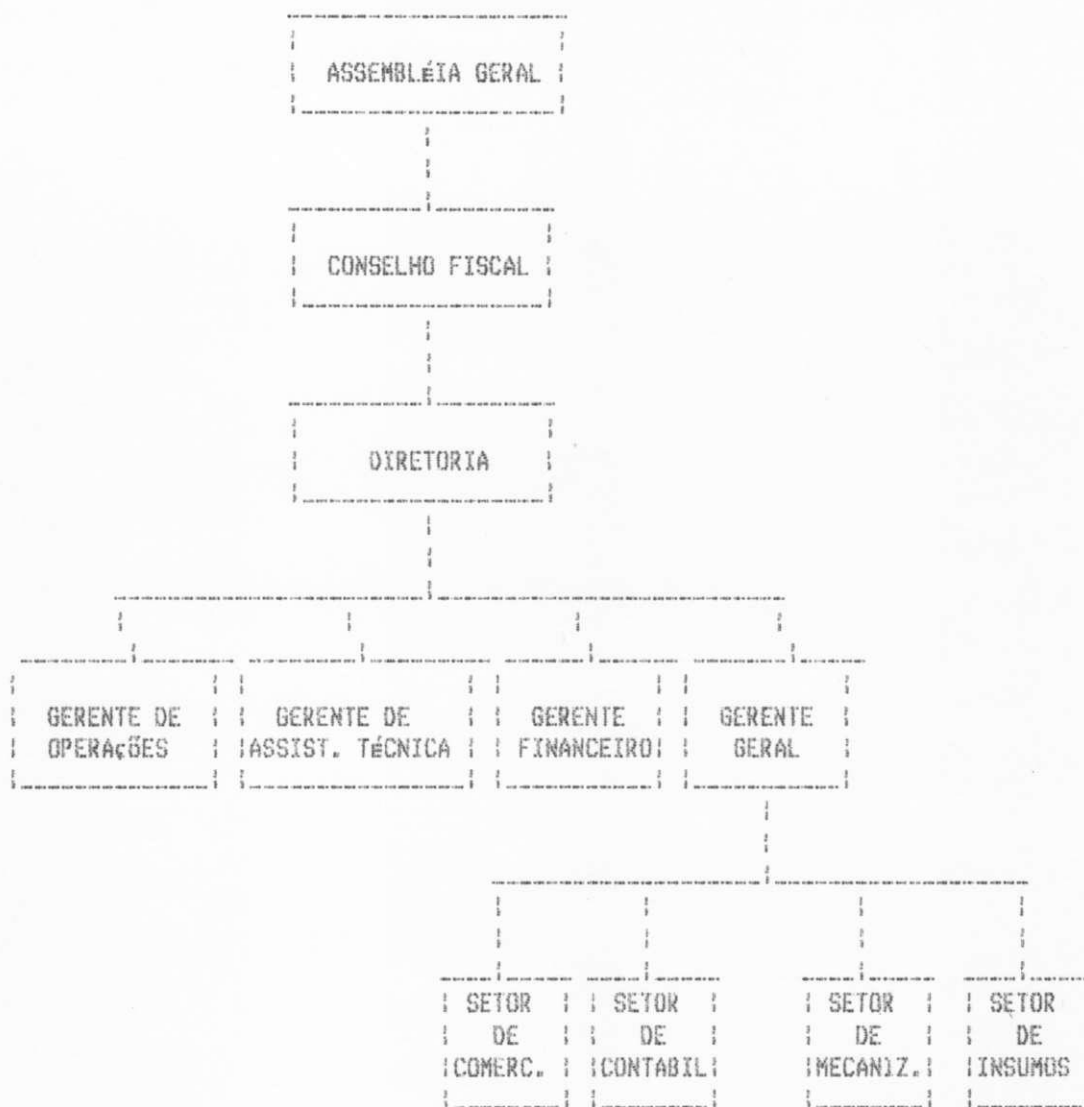 ASSEMBLÉIA GERAL
CONSELHO FISCAL
DIRETORIA
GERENTE DE
OPERAÇÕES
GERENTE DE
ASSIST. TÉCNICA
GERENTE
FINANCEIRO
GERENTE
GERAL
SETOR
DE
COMERC.
SETOR
DE
CONTABIL
SETOR
DE
MECANIZ.
SETOR
DE
INSUMOS